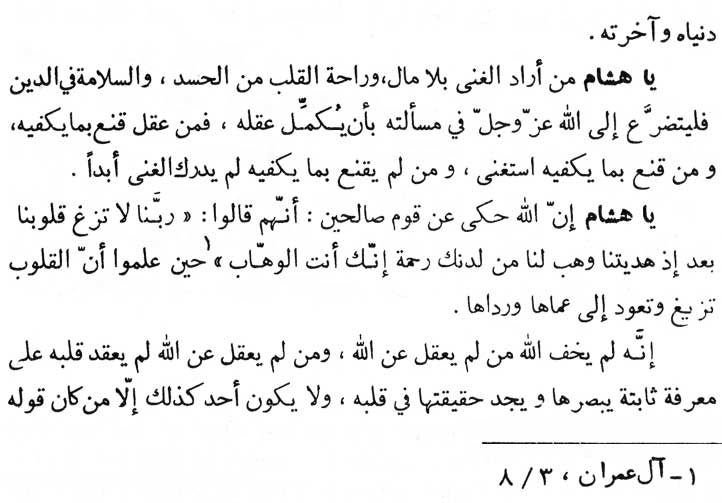 دنياه وآخرته .
يا هشام من أراد الغنى بلا مال،وراحة القلب من الحسد ، والسلامة في الدين
فليتضرَّع إلى الله عزّوجلّ في مسألته بأن يُكمّل عقله ، فمن عقل قنع بما يكفيه،
و من قنع بما يكفيه استغنى ، و من لم يقنع بما يكفيه لم يدرك الغنى أبداً .
يا هشام إنّ الله حكى عن قوم صالحين : أنّهم قالوا : « ربَّنا لا تزغ قلوبنا
بعد إذ هديتنا وهب لنا من لدنك رحمة إنّك أنت الوهّاب »١ حين علموا أنّ القلوب
تزيغ وتعود إلى عماها ورداها .
إنَّه لم يخف الله من لم يعقل عن الله ، ومن لم يعقل عن الله لم يعقد قلبه على
معرفة ثابتة يبصرها و يجد حقيقتها في قلبه ، ولا يكون أحد كذلك إلّا من كان قوله
١ - آل عمران ، ٣ / ٨